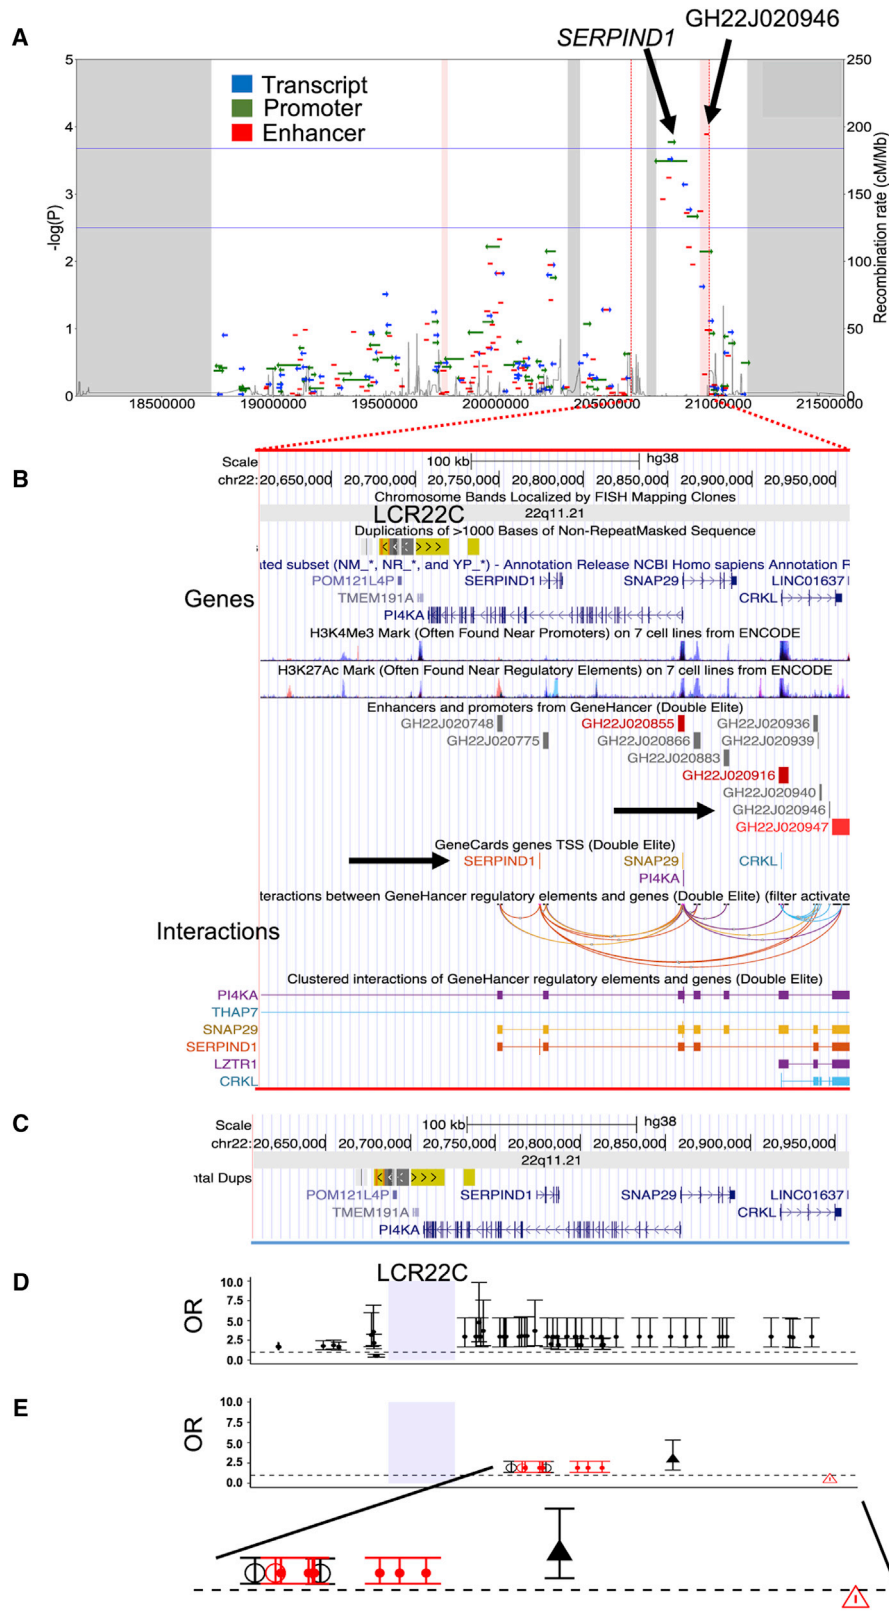 A
SERPIND1
GH22J020946
5
250
Transcript
Promoter
Enhancer
4
200
3
150
2
100
1
50
0
0
-log(P)
Recombination rate (cM/Mb)
18500000 19000000 19500000 20000000 20500000 21000000 21500000
B
Scale 100 kb hg38
chr22: 20,650,000 20,700,000 20,750,000 20,800,000 20,850,000 20,900,000 20,950,000
Chromosome Bands Localized by FISH Mapping Clones
LCR22C 22q11.21
Duplications of >1000 Bases of Non-RepeatMasked Sequence
ated subset (NM_*, NR_*, and YP_*) - Annotation Release NCBI Homo sapiens Annotation R
Genes
POM121L4P SERPIND1 SNAP29 LINC01637
TMEM191A CRKL
PI4KA
H3K4Me3 Mark (Often Found Near Promoters) on 7 cell lines from ENCODE
H3K27Ac Mark (Often Found Near Regulatory Elements) on 7 cell lines from ENCODE
Enhancers and promoters from GeneHancer (Double Elite)
GH22J020748 GH22J020855 GH22J020936
GH22J020775 GH22J020866 GH22J020939
GH22J020883
GH22J020916
GH22J020940
GH22J020946
GH22J020947
GeneCards genes TSS (Double Elite)
SERPIND1 SNAP29 CRKL
PI4KA
teractions between GeneHancer regulatory elements and genes (Double Elite) (filter activate
Interactions
Clustered interactions of GeneHancer regulatory elements and genes (Double Elite)
PI4KA
THAP7
SNAP29
SERPIND1
LZTR1
CRKL
C
Scale 100 kb hg38
chr22: 20,650,000 20,700,000 20,750,000 20,800,000 20,850,000 20,900,000 20,950,000
22q11.21
ntal Dups
POM121L4P SERPIND1 SNAP29 LINC01637
TMEM191A CRKL
PI4KA
D
LCR22C
OR
10.0
7.5
5.0
2.5
0.0
E
OR
10.0
7.5
5.0
2.5
0.0